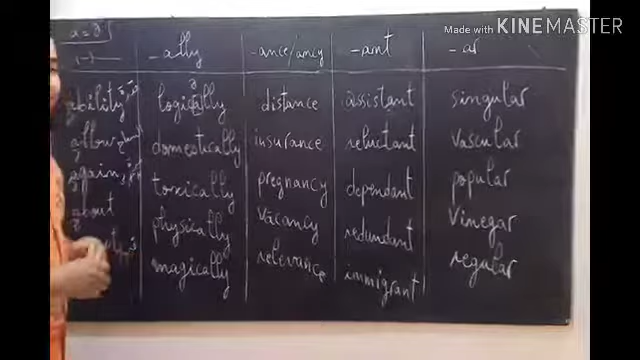 Made with KINEMASTER
a = ə
-ally -ance/ancy -ant -ar
ability logically distance assistant singular
allow domestically insurance reluctant vascular
again toxically pregnancy dependant popular
about physically vacancy redundant Vinegar
magically relevance immigrant regular